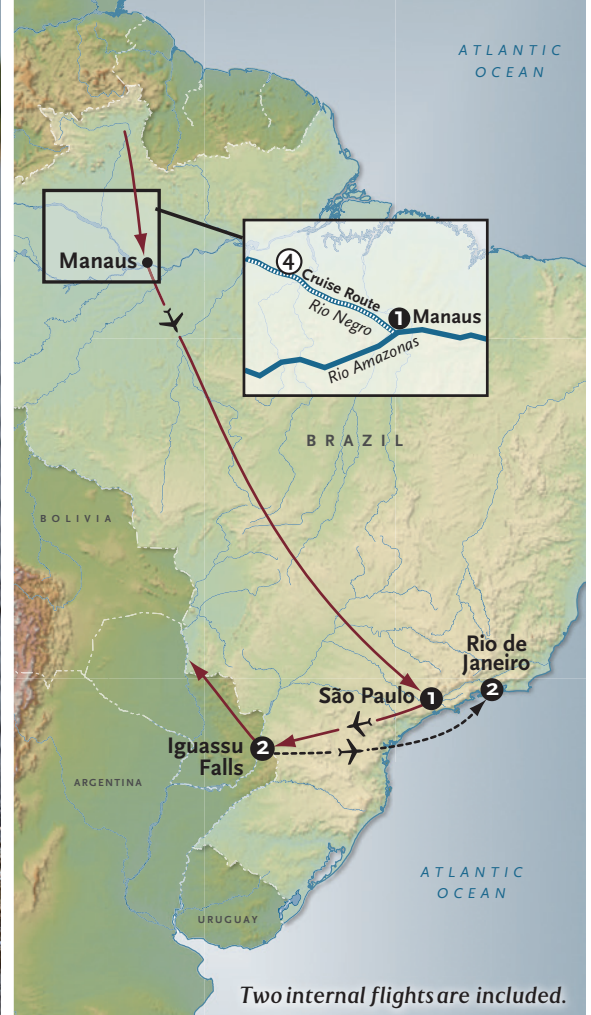 ATLANTIC
OCEAN
Manaus
4
Cruise Route
Rio Negro
1 Manaus
Rio Amazonas
BRAZIL
BOLIVIA
Rio de
Janeiro
2
São Paulo 1
Iguassu 2
Falls
ARGENTINA
ATLANTIC
OCEAN
URUGUAY
Two internal flights are included.